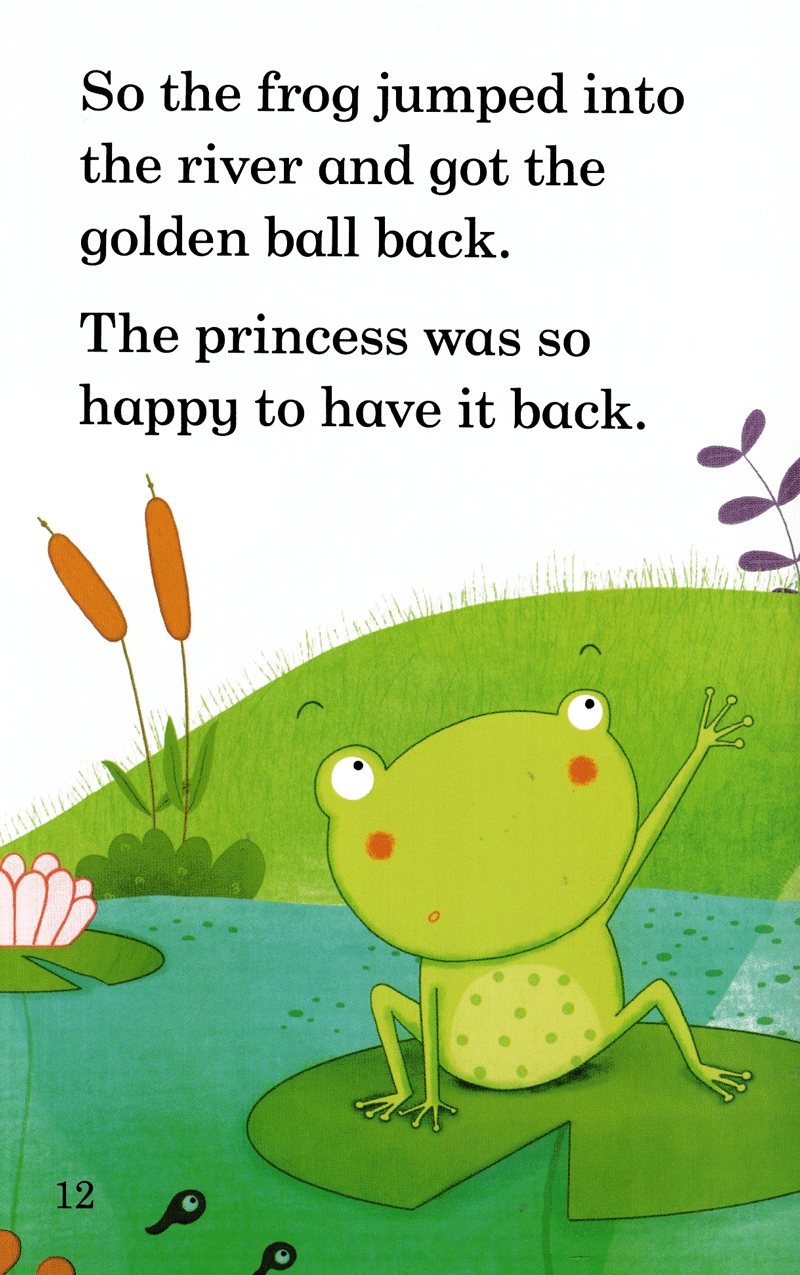 So the frog jumped into
the river and got the
golden ball back.
The princess was so
happy to have it back.
12